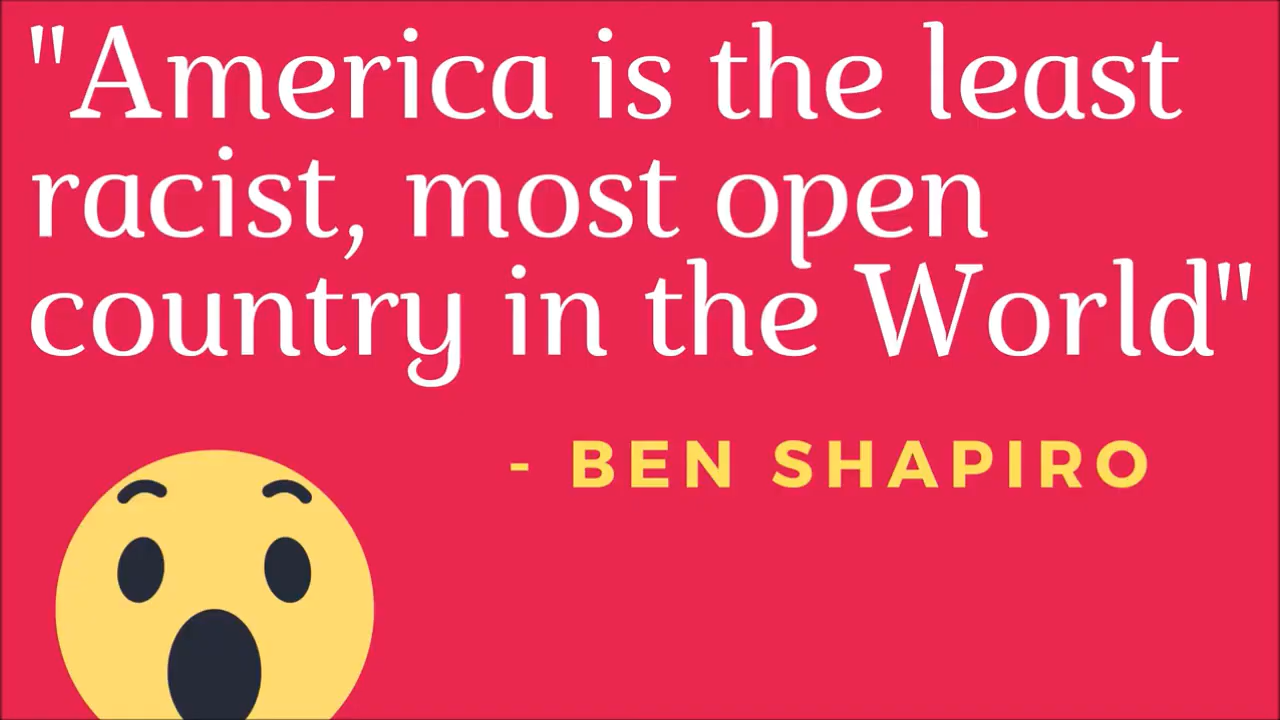 "America is the least
racist, most open
country in the World"
- BEN SHAPIRO